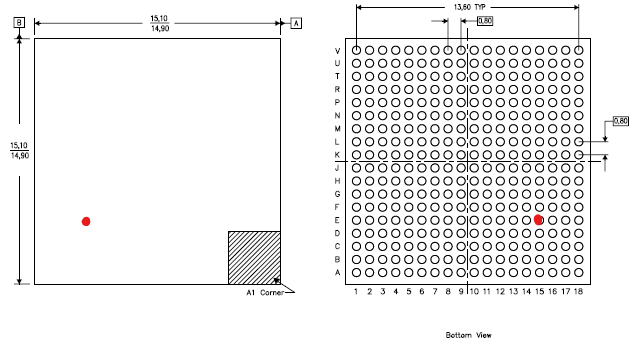 B
15,10
14,90
A
15,10
14,90
A1 Corner
13,60 TYP
0,80
0,80
V
U
T
R
P
N
M
L
K
J
H
G
F
E
D
C
B
A
1 2 3 4 5 6 7 8 9 10 11 12 13 14 15 16 17 18
Bottom View